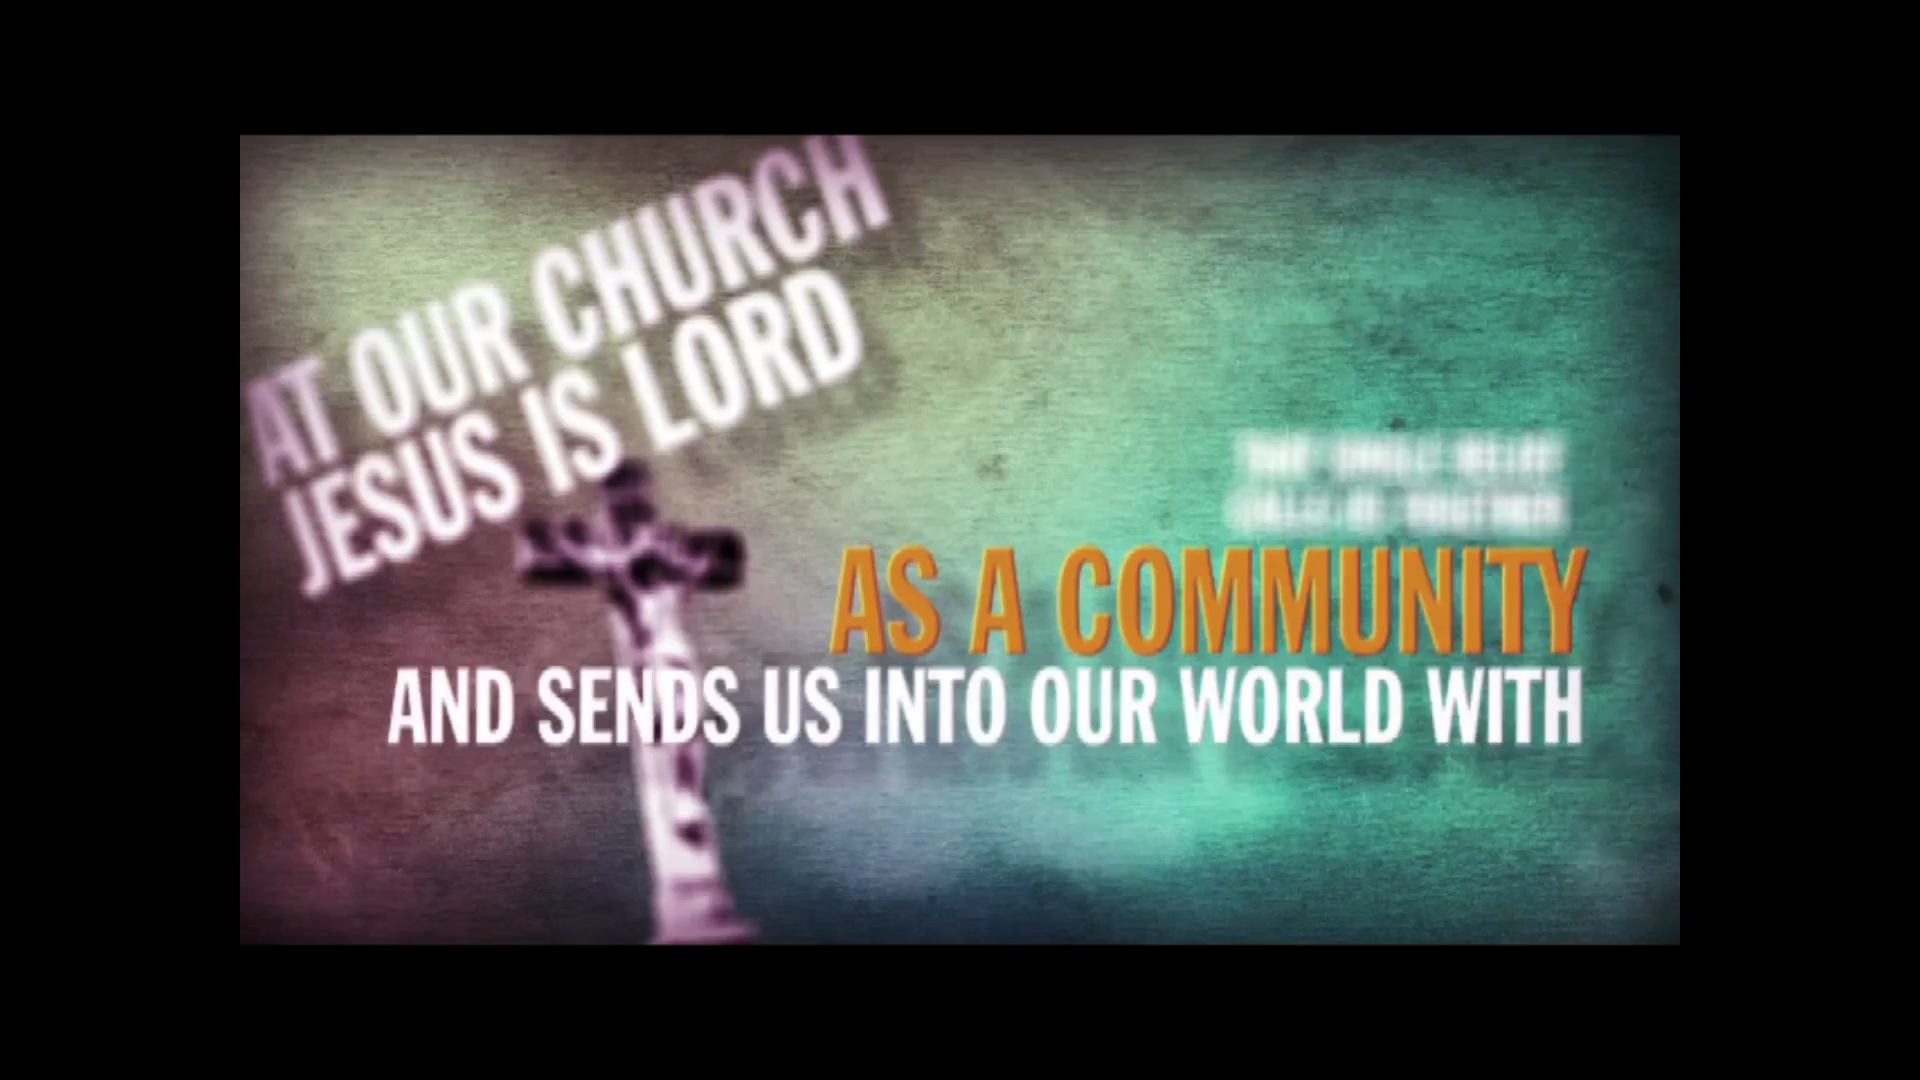 AT OUR CHURCH
JESUS IS LORD
AS A COMMUNITY
AND SENDS US INTO OUR WORLD WITH